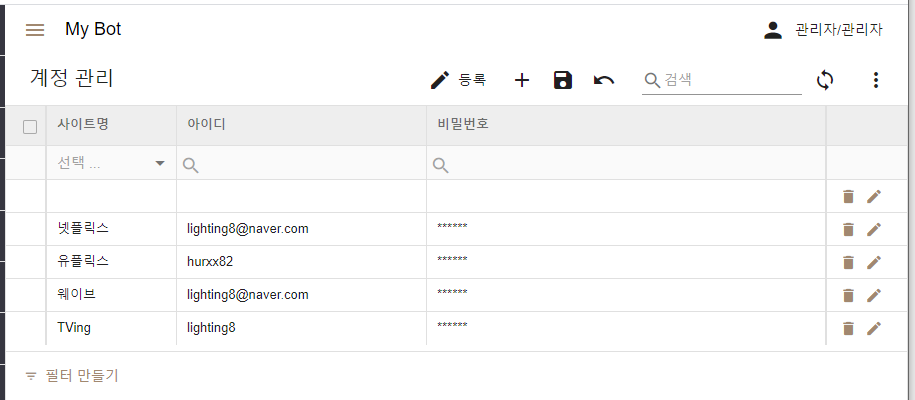 My Bot
관리자/관리자
계정 관리
등록
검색
사이트명 아이디 비밀번호
선택 ...
넷플릭스 lighting8@naver.com ******
유플릭스 hurxx82 ******
웨이브 lighting8@naver.com ******
TVing lighting8 ******
필터 만들기